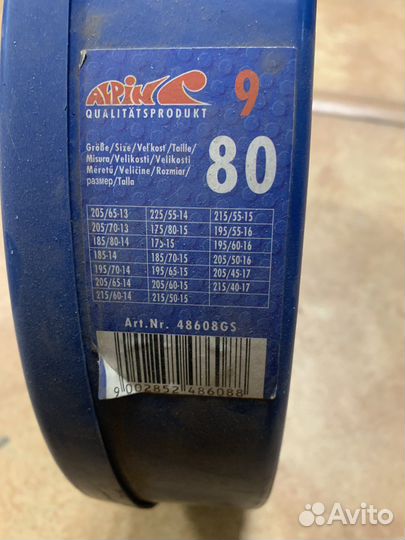 ALPIN 9
QUALITÄTSPRODUKT
Größe/Size/Veľkosť/Taille/
Misura/Velikosti/Velikosti
Méretű/Veličine/Rozmiar/
размер/Talla
80
205/65-13 225/55-14 215/55-15
205/70-13 175/80-15 195/55-16
185/80-14 175-15 195/60-16
185-14 185/70-15 205/50-16
195/70-14 195/65-15 205/45-17
205/65-14 205/60-15 215/40-17
215/60-14 215/50-15
Art.Nr. 48608GS
9 002852 486088
Avito